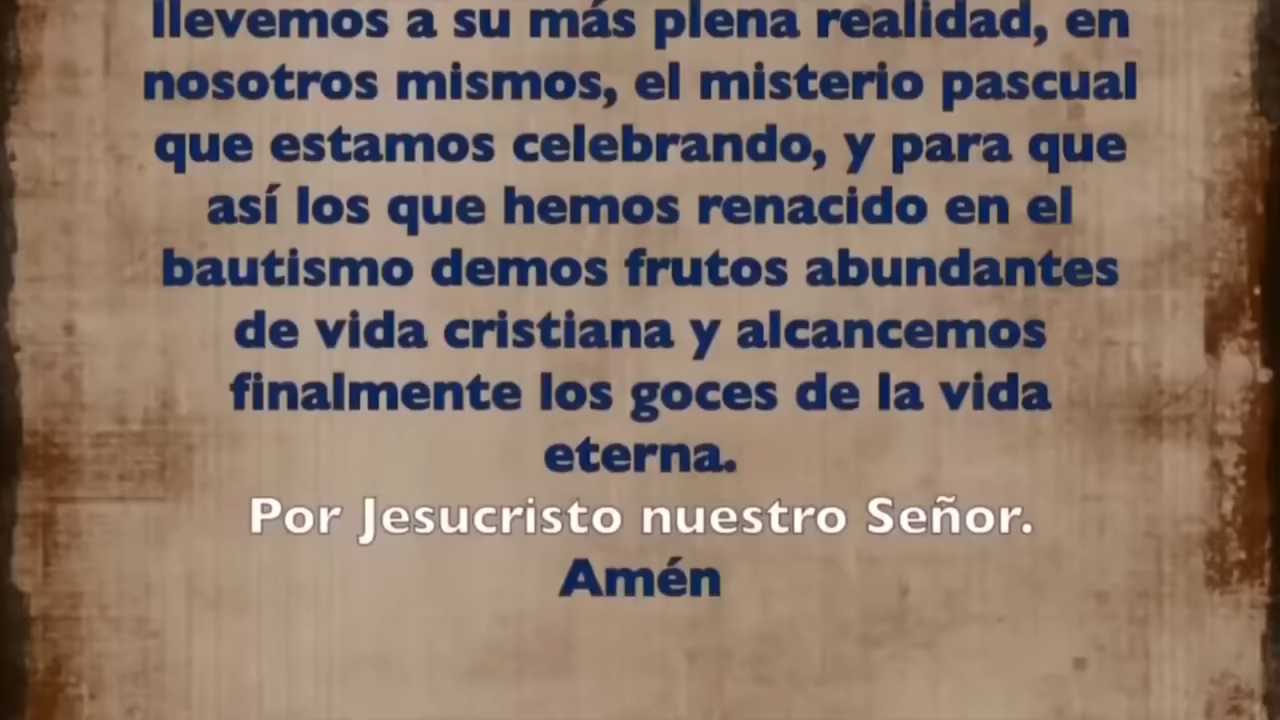 llevemos a su más plena realidad, en
nosotros mismos, el misterio pascual
que estamos celebrando, y para que
así los que hemos renacido en el
bautismo demos frutos abundantes
de vida cristiana y alcancemos
finalmente los goces de la vida
eterna.
Por Jesucristo nuestro Señor.
Amén